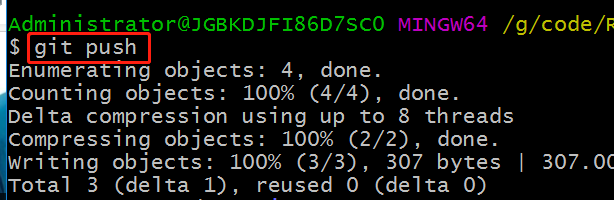 Administrator@JGBKDJFI86D7SC0 MINGW64 /g/code/R
$ git push
Enumerating objects: 4, done.
Counting objects: 100% (4/4), done.
Delta compression using up to 8 threads
Compressing objects: 100% (2/2), done.
Writing objects: 100% (3/3), 307 bytes | 307.00
Total 3 (delta 1), reused 0 (delta 0)